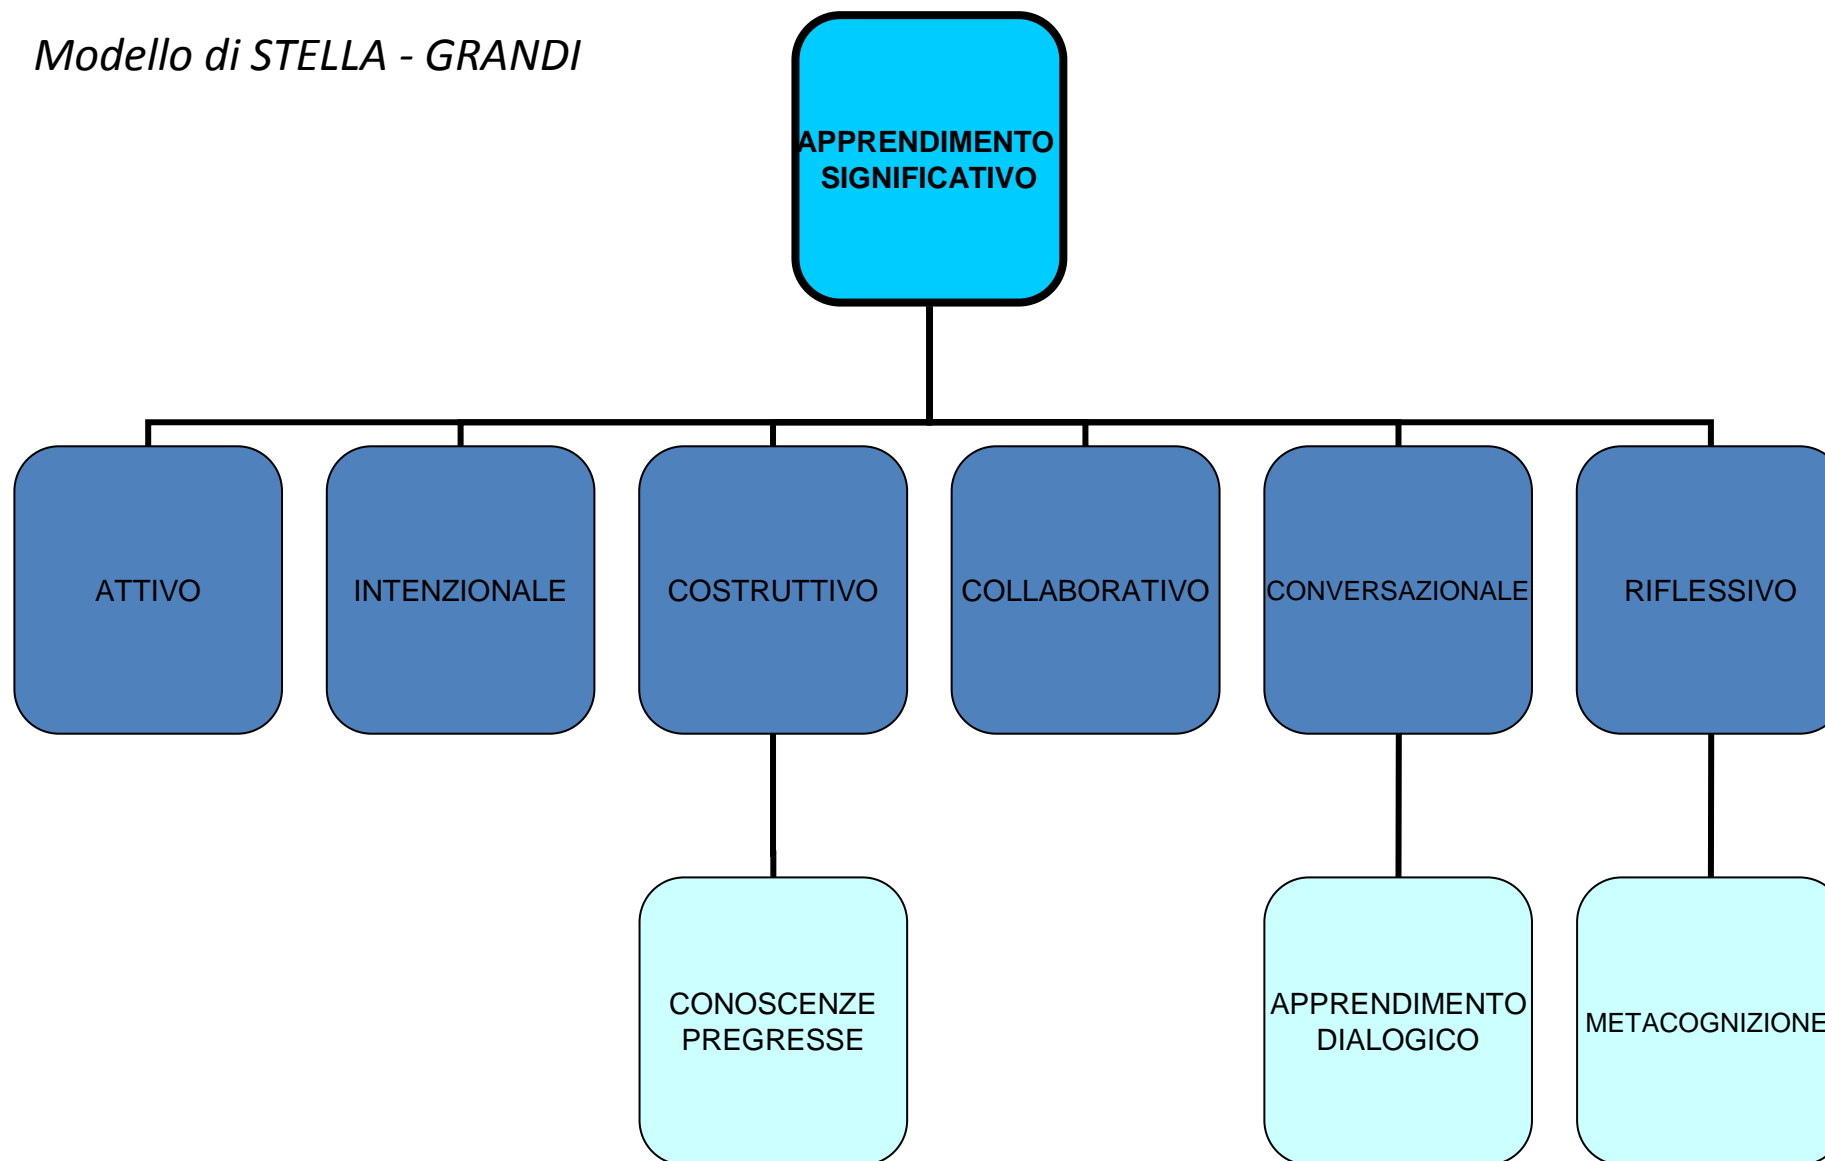 Modello di STELLA - GRANDI
APPRENDIMENTO
SIGNIFICATIVO
ATTIVO
INTENZIONALE
COSTRUTTIVO
COLLABORATIVO
CONVERSAZIONALE
RIFLESSIVO
CONOSCENZE
PREGRESSE
APPRENDIMENTO
DIALOGICO
METACOGNIZIONE